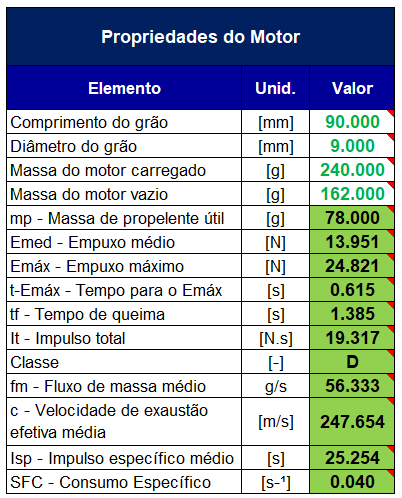 Propriedades do Motor
Elemento Unid. Valor
Comprimento do grão [mm] 90.000
Diâmetro do grão [mm] 9.000
Massa do motor carregado [g] 240.000
Massa do motor vazio [g] 162.000
mp - Massa de propelente útil [g] 78.000
Emed - Empuxo médio [N] 13.951
Emáx - Empuxo máximo [N] 24.821
t-Emáx - Tempo para o Emáx [s] 0.615
tf - Tempo de queima [s] 1.385
It - Impulso total [N.s] 19.317
Classe [-] D
fm - Fluxo de massa médio g/s 56.333
c - Velocidade de exaustão
efetiva média [m/s] 247.654
Isp - Impulso específico médio [s] 25.254
SFC - Consumo Específico [s-¹] 0.040